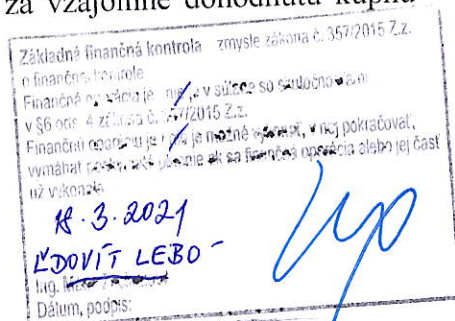 za vzájomne dohodnutú kúpnu
Základná finančná kontrola zmysle zákona č. 357/2015 Z.z.
o finančnej kontrole
Finančná operácia je nie je v súlade so skutočnosťami
v §6 ods. 4 zákona č. 357/2015 Z.z.
Finančnú operáciu je nie je možné vykonať, v nej pokračovať,
vymáhať plnenie ak sa finančná operácia alebo jej časť
už vykonala
18.3.2021
ĽDOVÍT LEBO
Ing.
Dátum, podpis: